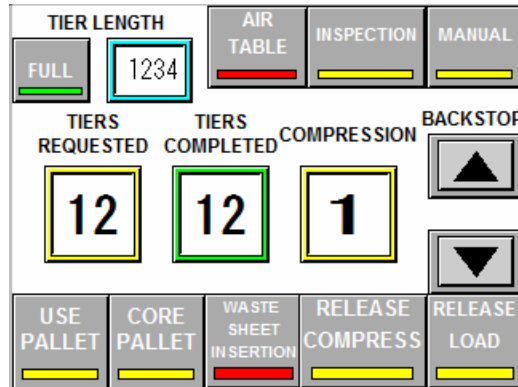 TIER LENGTH
FULL
1234
AIR
TABLE
INSPECTION
MANUAL
TIERS
REQUESTED
TIERS
COMPLETED
COMPRESSION
BACKSTOP
12
12
1
USE
PALLET
CORE
PALLET
WASTE
SHEET
INSERTION
RELEASE
COMPRESS
RELEASE
LOAD